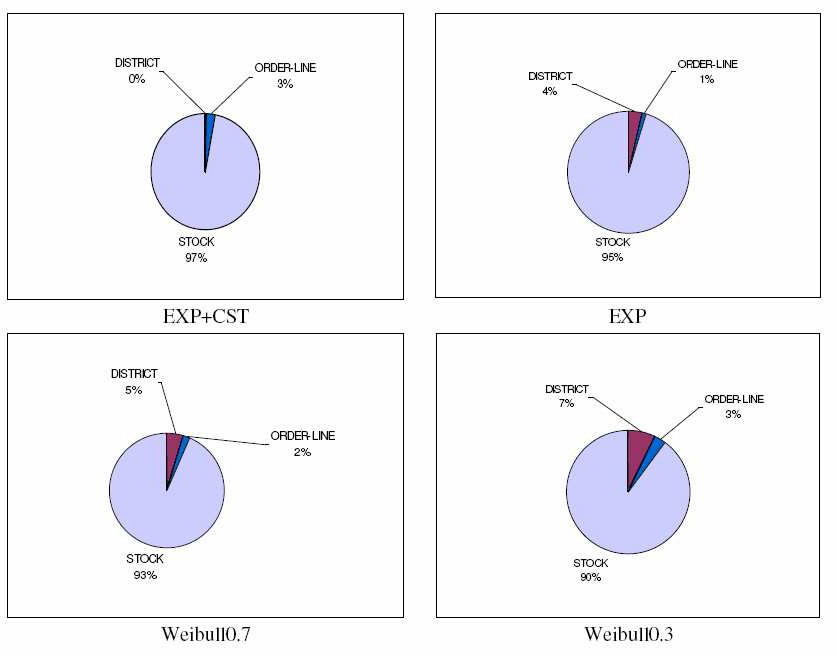 DISTRICT
0%
ORDER-LINE
3%
STOCK
97%
EXP+CST
DISTRICT
4%
ORDER-LINE
1%
STOCK
95%
EXP
DISTRICT
5%
ORDER-LINE
2%
STOCK
93%
Weibull0.7
DISTRICT
7%
ORDER-LINE
3%
STOCK
90%
Weibull0.3